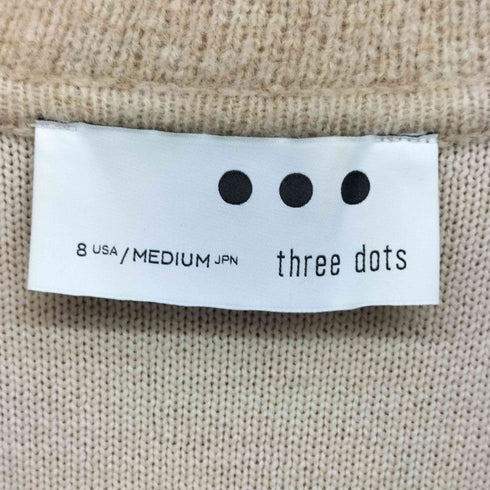 8 USA / MEDIUM JPN three dots